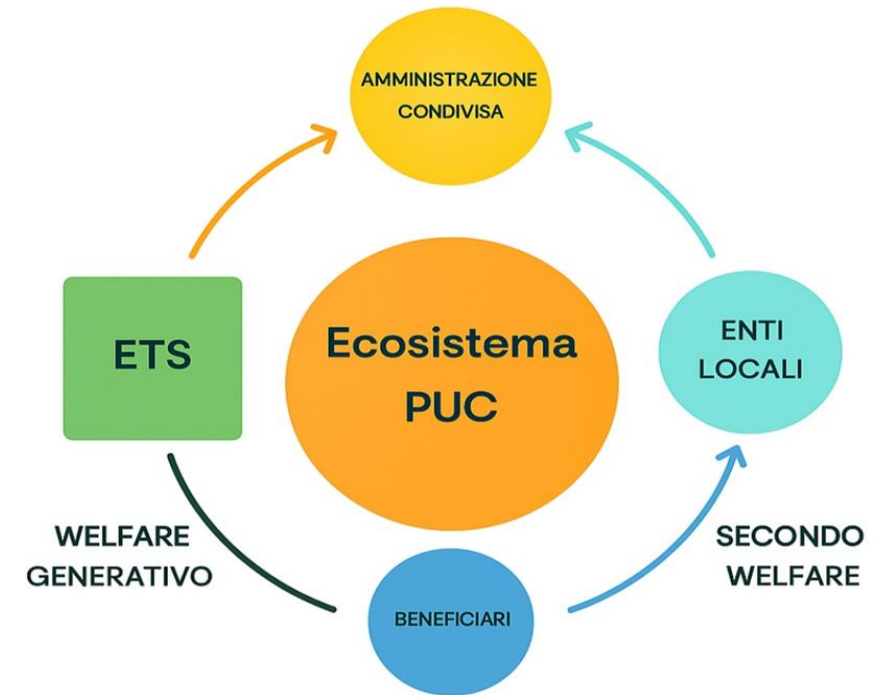 AMMINISTRAZIONE
CONDIVISA
ETS
Ecosistema
PUC
ENTI
LOCALI
WELFARE
GENERATIVO
BENEFICIARI
SECONDO
WELFARE